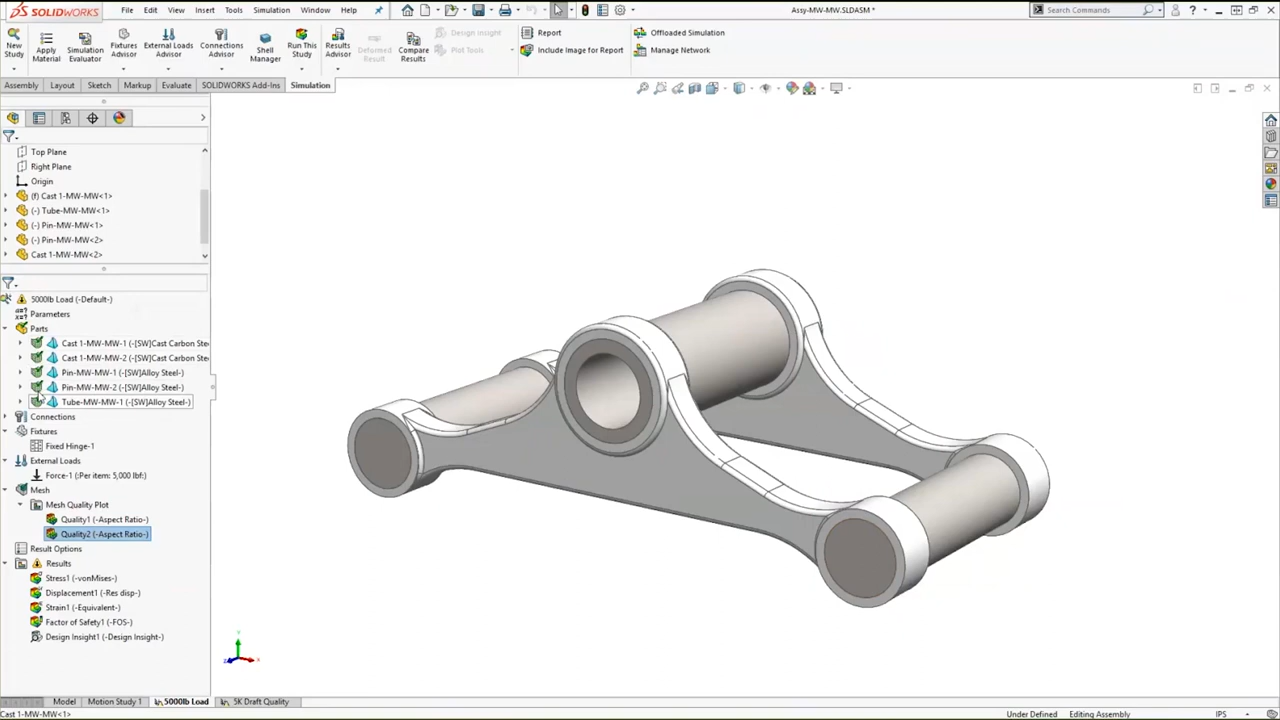 SOLIDWORKS
File Edit View Insert Tools Simulation Window Help
Assy-MW-MW.SLDASM *
Search Commands
New Study
Apply Material
Simulation Evaluator
Fixtures Advisor
External Loads Advisor
Connections Advisor
Shell Manager
Run This Study
Results Advisor
Deformed Result
Compare Results
Design Insight
Plot Tools
Report
Include Image for Report
Offloaded Simulation
Manage Network
Assembly Layout Sketch Markup Evaluate SOLIDWORKS Add-Ins Simulation
Top Plane
Right Plane
Origin
(f) Cast 1-MW-MW<1>
(-) Tube-MW-MW<1>
(-) Pin-MW-MW<1>
(-) Pin-MW-MW<2>
Cast 1-MW-MW<2>
5000lb Load (-Default-)
Parameters
Parts
Cast 1-MW-MW-1 (-[SW]Cast Carbon Ste
Cast 1-MW-MW-2 (-[SW]Cast Carbon Ste
Pin-MW-MW-1 (-[SW]Alloy Steel-)
Pin-MW-MW-2 (-[SW]Alloy Steel-)
Tube-MW-MW-1 (-[SW]Alloy Steel-)
Connections
Fixtures
Fixed Hinge-1
External Loads
Force-1 (:Per item: 5,000 lbf:)
Mesh
Mesh Quality Plot
Quality1 (-Aspect Ratio-)
Quality2 (-Aspect Ratio-)
Result Options
Results
Stress1 (-vonMises-)
Displacement1 (-Res disp-)
Strain1 (-Equivalent-)
Factor of Safety1 (-FOS-)
Design Insight1 (-Design Insight-)
Y
X
Z
Model Motion Study 1 5000lb Load 5K Draft Quality
Cast 1-MW-MW<1>
Under Defined Editing Assembly IPS